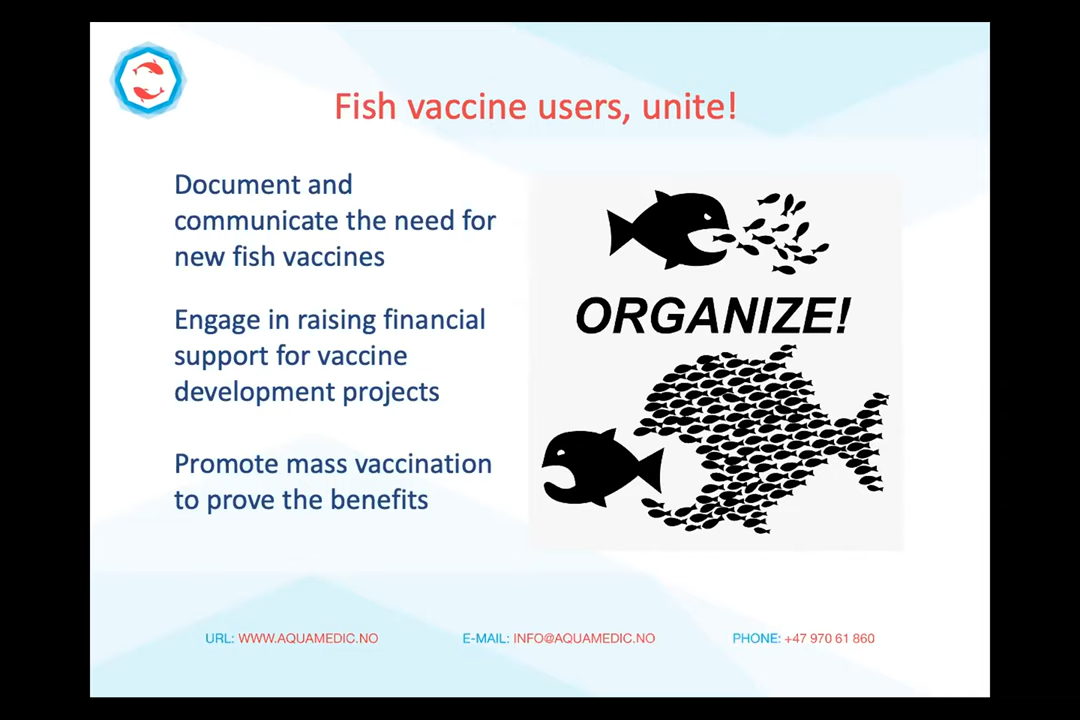 Fish vaccine users, unite!
Document and
communicate the need for
new fish vaccines
Engage in raising financial
support for vaccine
development projects
Promote mass vaccination
to prove the benefits
ORGANIZE!
URL: WWW.AQUAMEDIC.NO
E-MAIL: INFO@AQUAMEDIC.NO
PHONE: +47 970 61 860